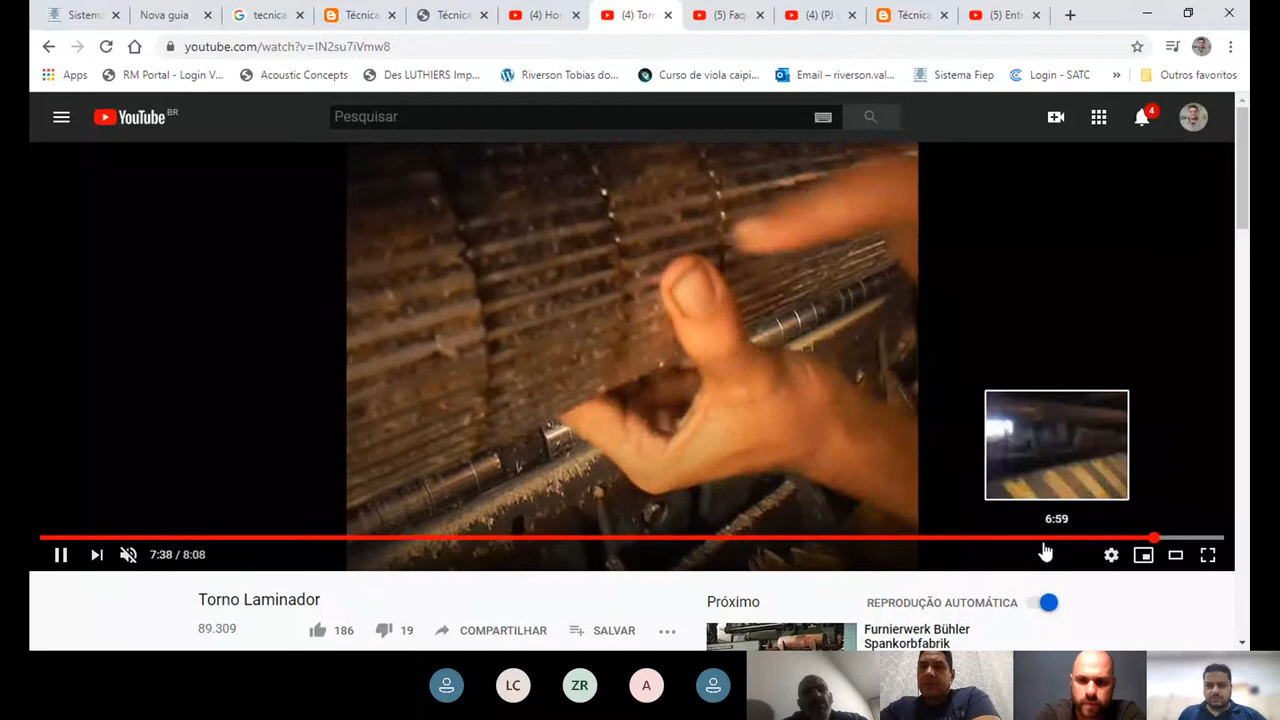 Sistema
Nova guia
tecnica
Técnica
Técnica
(4) Hor
(4) Torn
(5) Faq
(4) (PJ
Técnica
(5) Ent
youtube.com/watch?v=IN2su7iVmw8
Apps
RM Portal - Login V...
Acoustic Concepts
Des LUTHIERS Imp...
Riverson Tobias do...
Curso de viola caipi...
Email – riverson.val...
Sistema Fiep
Login - SATC
»
Outros favoritos
YouTube BR
Pesquisar
4
6:59
7:38 / 8:08
Torno Laminador
89.309
186
19
COMPARTILHAR
SALVAR
Próximo
REPRODUÇÃO AUTOMÁTICA
Furnierwerk Bühler
Spankorbfabrik
LC
ZR
A